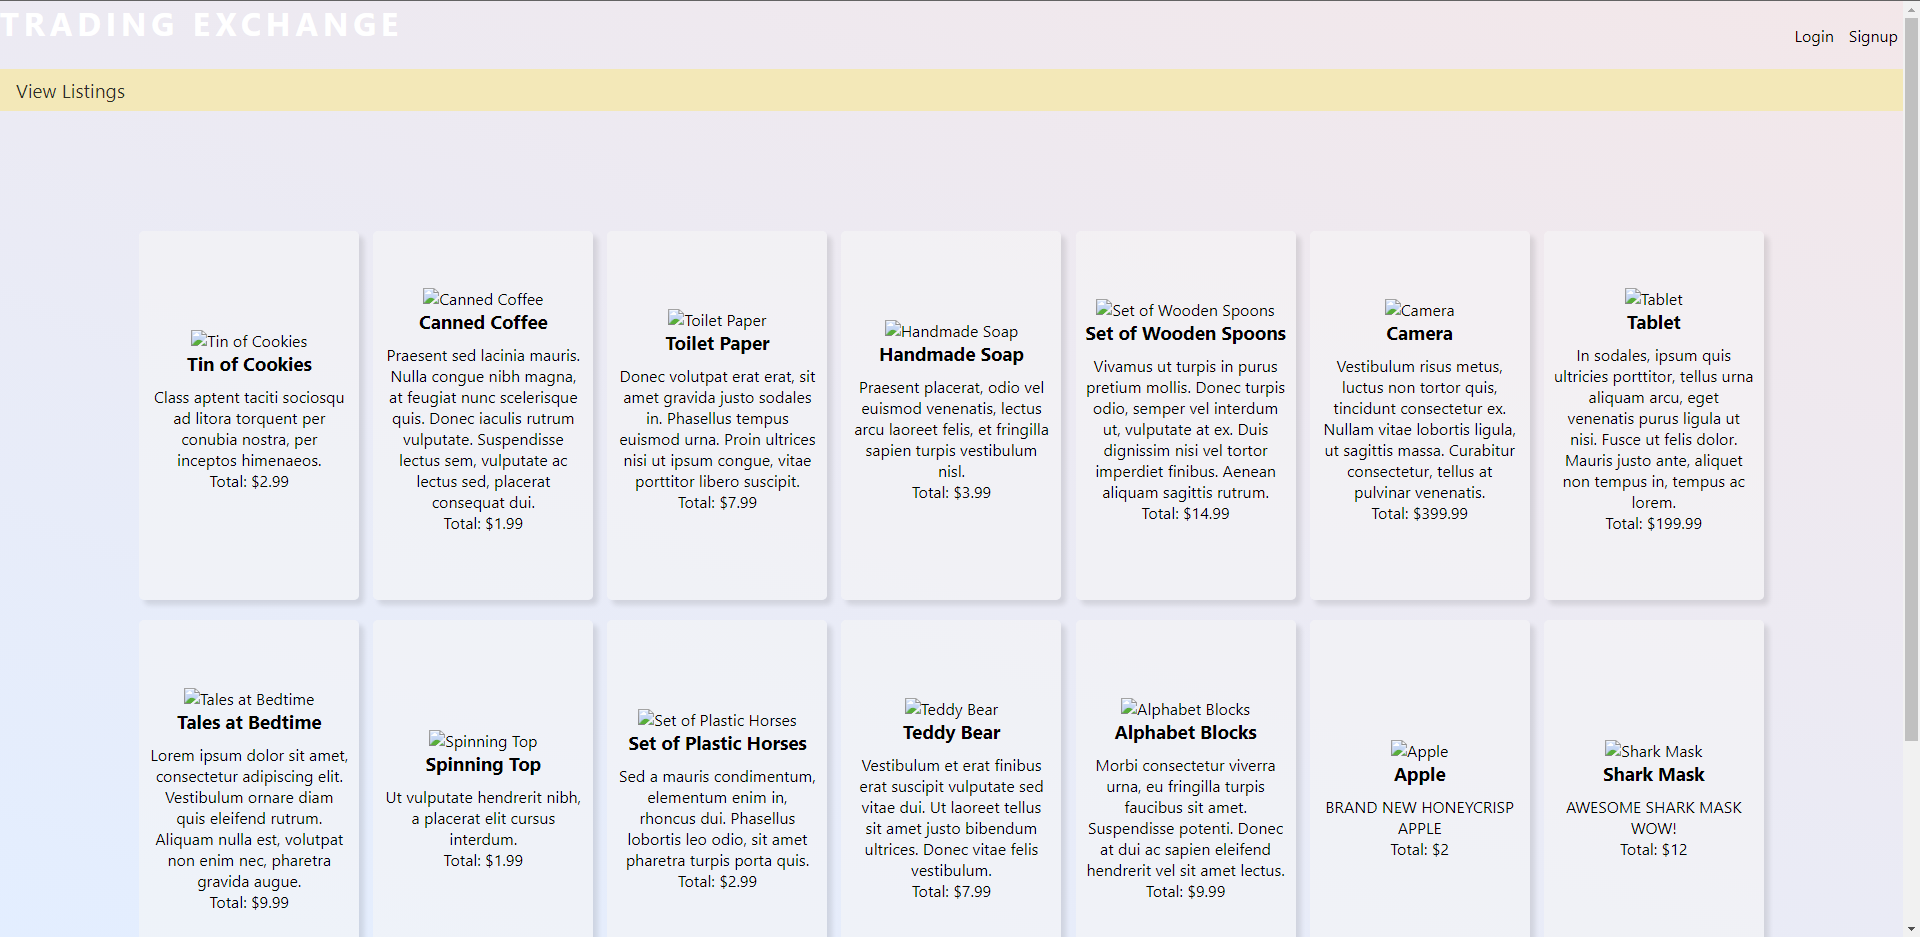 TRADING EXCHANGE
Login Signup
View Listings
Tin of Cookies
Tin of Cookies
Class aptent taciti sociosqu
ad litora torquent per
conubia nostra, per
inceptos himenaeos.
Total: $2.99
Canned Coffee
Canned Coffee
Praesent sed lacinia mauris.
Nulla congue nibh magna,
at feugiat nunc scelerisque
quis. Donec iaculis rutrum
vulputate. Suspendisse
lectus sem, vulputate ac
lectus sed, placerat
consequat dui.
Total: $1.99
Toilet Paper
Toilet Paper
Donec volutpat erat erat, sit
amet gravida justo sodales
in. Phasellus tempus
euismod urna. Proin ultrices
nisi ut ipsum congue, vitae
porttitor libero suscipit.
Total: $7.99
Handmade Soap
Handmade Soap
Praesent placerat, odio vel
euismod venenatis, lectus
arcu laoreet felis, et fringilla
sapien turpis vestibulum
nisl.
Total: $3.99
Set of Wooden Spoons
Set of Wooden Spoons
Vivamus ut turpis in purus
pretium mollis. Donec turpis
odio, semper vel interdum
ut, vulputate at ex. Duis
dignissim nisi vel tortor
imperdiet finibus. Aenean
aliquam sagittis rutrum.
Total: $14.99
Camera
Camera
Vestibulum risus metus,
luctus non tortor quis,
tincidunt consectetur ex.
Nullam vitae lobortis ligula,
ut sagittis massa. Curabitur
consectetur, tellus at
pulvinar venenatis.
Total: $399.99
Tablet
Tablet
In sodales, ipsum quis
ultricies porttitor, tellus urna
aliquam arcu, eget
venenatis purus ligula ut
nisi. Fusce ut felis dolor.
Mauris justo ante, aliquet
non tempus in, tempus ac
lorem.
Total: $199.99
Tales at Bedtime
Tales at Bedtime
Lorem ipsum dolor sit amet,
consectetur adipiscing elit.
Vestibulum ornare diam
quis eleifend rutrum.
Aliquam nulla est, volutpat
non enim nec, pharetra
gravida augue.
Total: $9.99
Spinning Top
Spinning Top
Ut vulputate hendrerit nibh,
a placerat elit cursus
interdum.
Total: $1.99
Set of Plastic Horses
Set of Plastic Horses
Sed a mauris condimentum,
elementum enim in,
rhoncus dui. Phasellus
lobortis leo odio, sit amet
pharetra turpis porta quis.
Total: $2.99
Teddy Bear
Teddy Bear
Vestibulum et erat finibus
erat suscipit vulputate sed
vitae dui. Ut laoreet tellus
sit amet justo bibendum
ultrices. Donec vitae felis
vestibulum.
Total: $7.99
Alphabet Blocks
Alphabet Blocks
Morbi consectetur viverra
urna, eu fringilla turpis
faucibus sit amet.
Suspendisse potenti. Donec
at dui ac sapien eleifend
hendrerit vel sit amet lectus.
Total: $9.99
Apple
Apple
BRAND NEW HONEYCRISP
APPLE
Total: $2
Shark Mask
Shark Mask
AWESOME SHARK MASK
WOW!
Total: $12